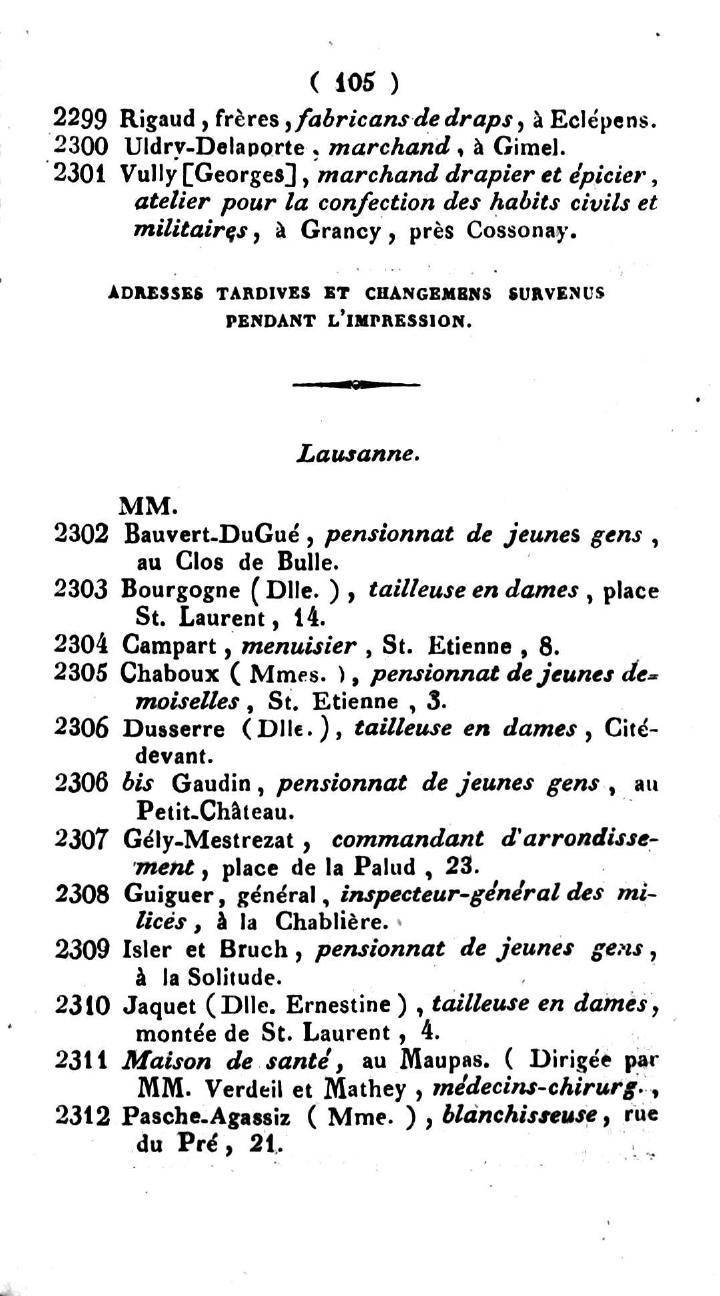 ( 105 )
2299 Rigaud , frères , fabricans de draps , à Eclépens.
2300 Uldry-Delaporte , marchand , à Gimel.
2301 Vully [Georges] , marchand drapier et épicier ,
atelier pour la confection des habits civils et
militaires , à Grancy , près Cossonay.
ADRESSES TARDIVES ET CHANGEMENS SURVENUS
PENDANT L'IMPRESSION.
Lausanne.
MM.
2302 Bauvert-DuGué , pensionnat de jeunes gens ,
au Clos de Bulle.
2303 Bourgogne ( Dlle. ) , tailleuse en dames , place
St. Laurent , 14.
2304 Campart , menuisier , St. Etienne , 8.
2305 Chaboux ( Mmes. ) , pensionnat de jeunes de=
moiselles , St. Etienne , 3.
2306 Dusserre ( Dlle. ) , tailleuse en dames , Cité-
devant.
2306 bis Gaudin , pensionnat de jeunes gens , au
Petit-Château.
2307 Gély-Mestrezat , commandant d'arrondisse-
ment , place de la Palud , 23.
2308 Guiguer , général , inspecteur-général des mi-
lices , à la Chablière.
2309 Isler et Bruch , pensionnat de jeunes gens ,
à la Solitude.
2310 Jaquet ( Dlle. Ernestine ) , tailleuse en dames ,
montée de St. Laurent , 4.
2311 Maison de santé , au Maupas. ( Dirigée par
MM. Verdeil et Mathey , médecins-chirurg. ,
2312 Pasche-Agassiz ( Mme. ) , blanchisseuse , rue
du Pré , 21.